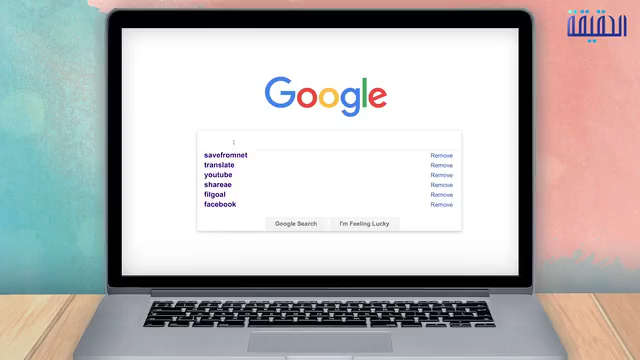 الحقيقة
Google
savefromnet Remove
translate Remove
youtube Remove
shareae Remove
filgoal Remove
facebook Remove
Google Search I'm Feeling Lucky